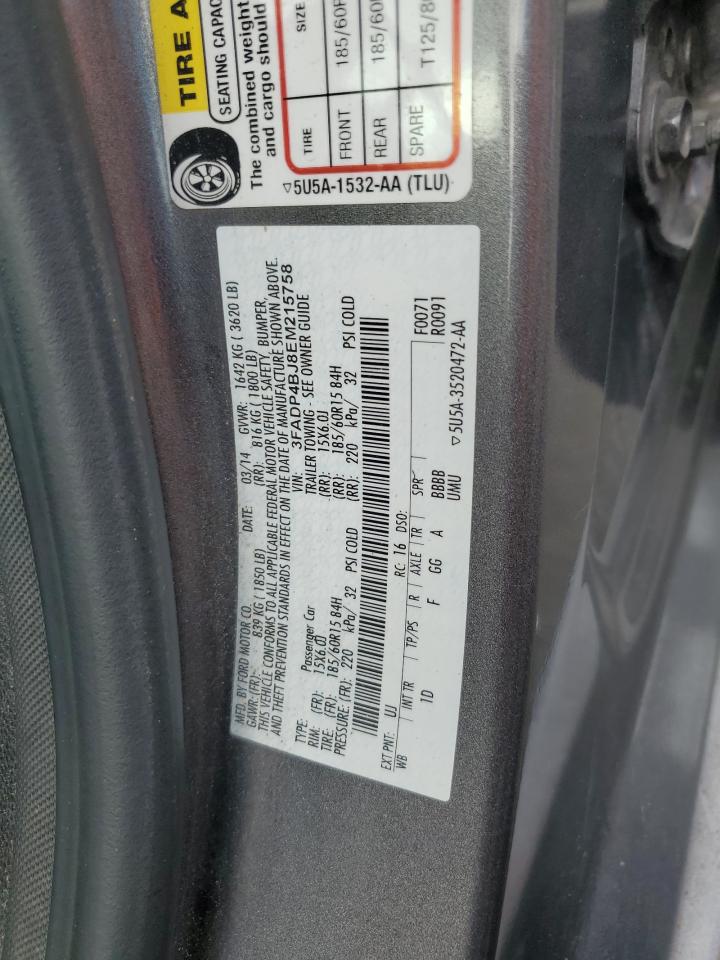 TIRE A
SEATING CAPAC
The combined weight
and cargo should
TIRE SIZE
FRONT 185/60R
REAR 185/60R
SPARE T125/80
▽5U5A-1532-AA (TLU)
MFD. BY FORD MOTOR CO.
DATE: 03/14 GVWR: 1642 KG ( 3620 LB)
GAWR: (FR): 839 KG ( 1850 LB) (RR): 816 KG ( 1800 LB)
THIS VEHICLE CONFORMS TO ALL APPLICABLE FEDERAL MOTOR VEHICLE SAFETY, BUMPER,
AND THEFT PREVENTION STANDARDS IN EFFECT ON THE DATE OF MANUFACTURE SHOWN ABOVE.
VIN: 3FADP4BJ8EM215758
TYPE: Passenger Car TRAILER TOWING - SEE OWNER GUIDE
RIM: (FR): 15X6.0J (RR): 15X6.0J
TIRE: (FR): 185/60R15 84H (RR): 185/60R15 84H
PRESSURE: (FR): 220 kPa/ 32 PSI COLD (RR): 220 kPa/ 32 PSI COLD
EXT PNT: UJ RC: 16 DSO: F0071
WB INT TR TP/PS R AXLE TR SPR R0091
1D F GG A BBBB
UMU
▽5U5A-3520472-AA